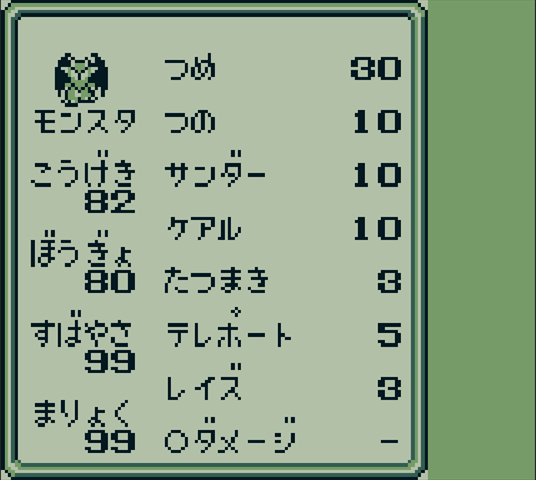 つめ 30
モンスタ つの 10
こうげき サンダー 10
82
ケアル 10
ぼうぎょ
80 たつまき 3
すばやさ テレポート 5
99
レイズ 3
まりょく
99 ○ダメージ -